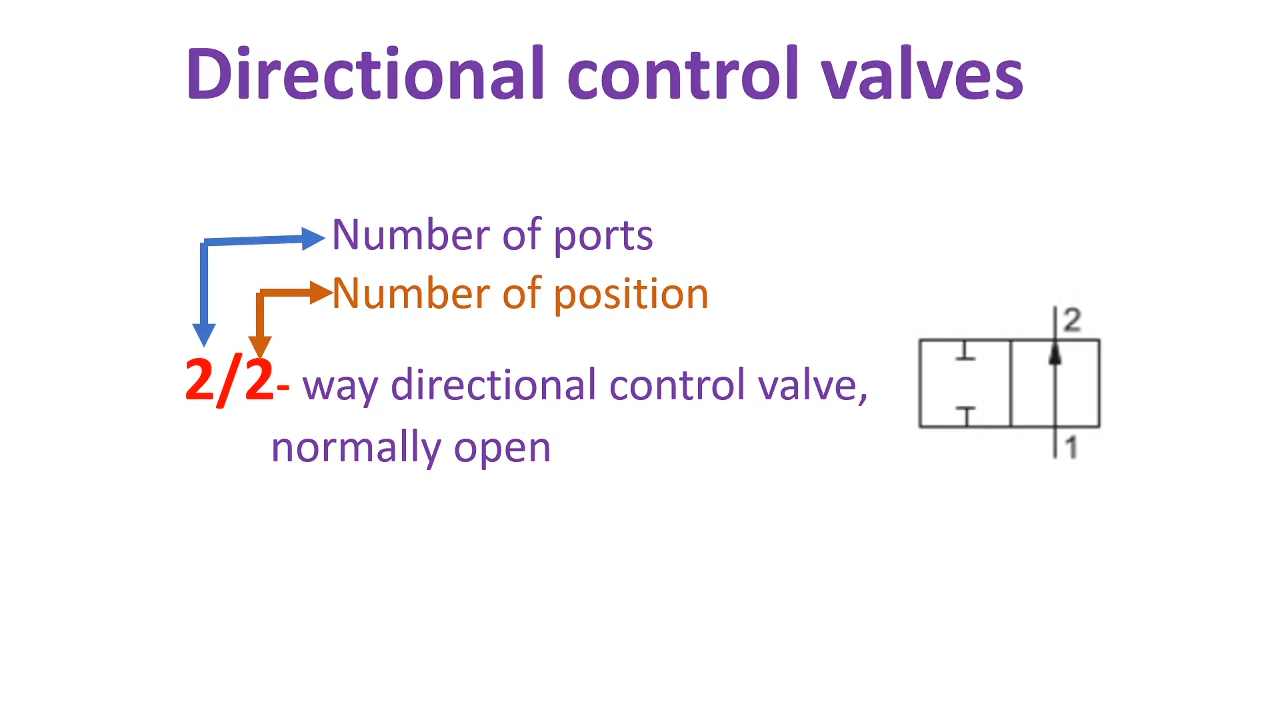 Directional control valves
Number of ports
Number of position
2/2- way directional control valve,
normally open
2
1